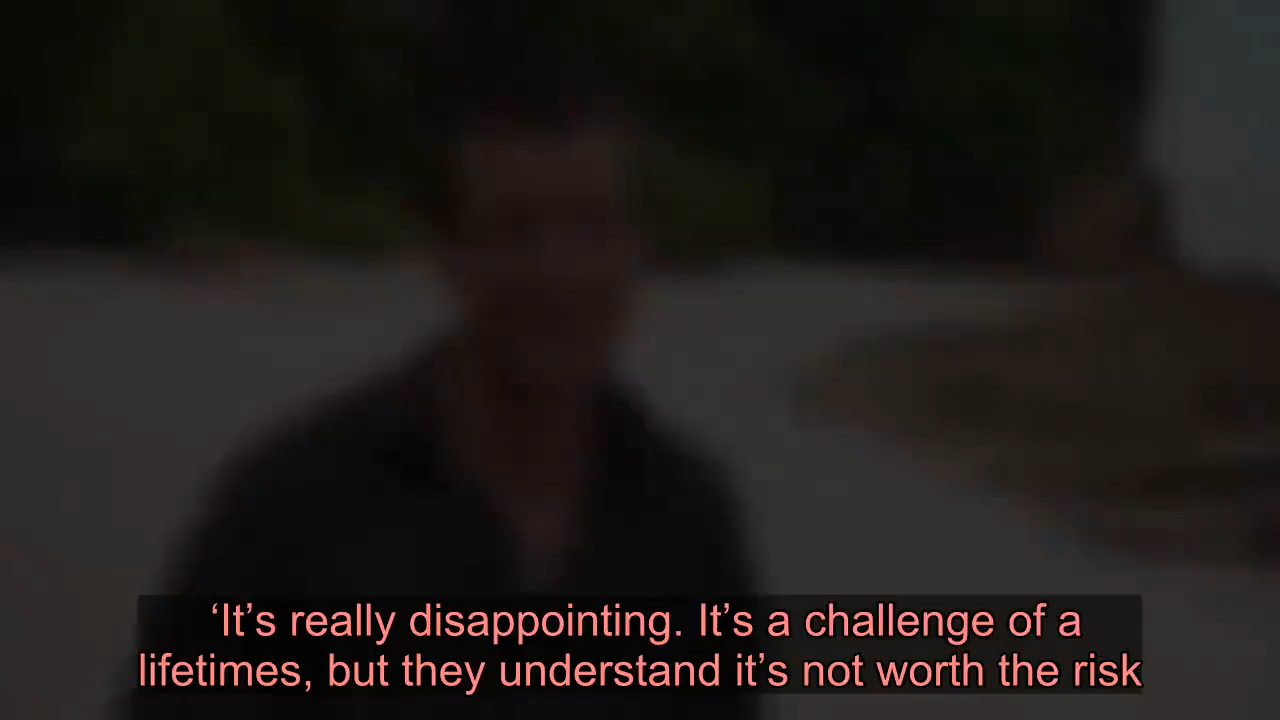 ‘It’s really disappointing. It’s a challenge of a
lifetimes, but they understand it’s not worth the risk